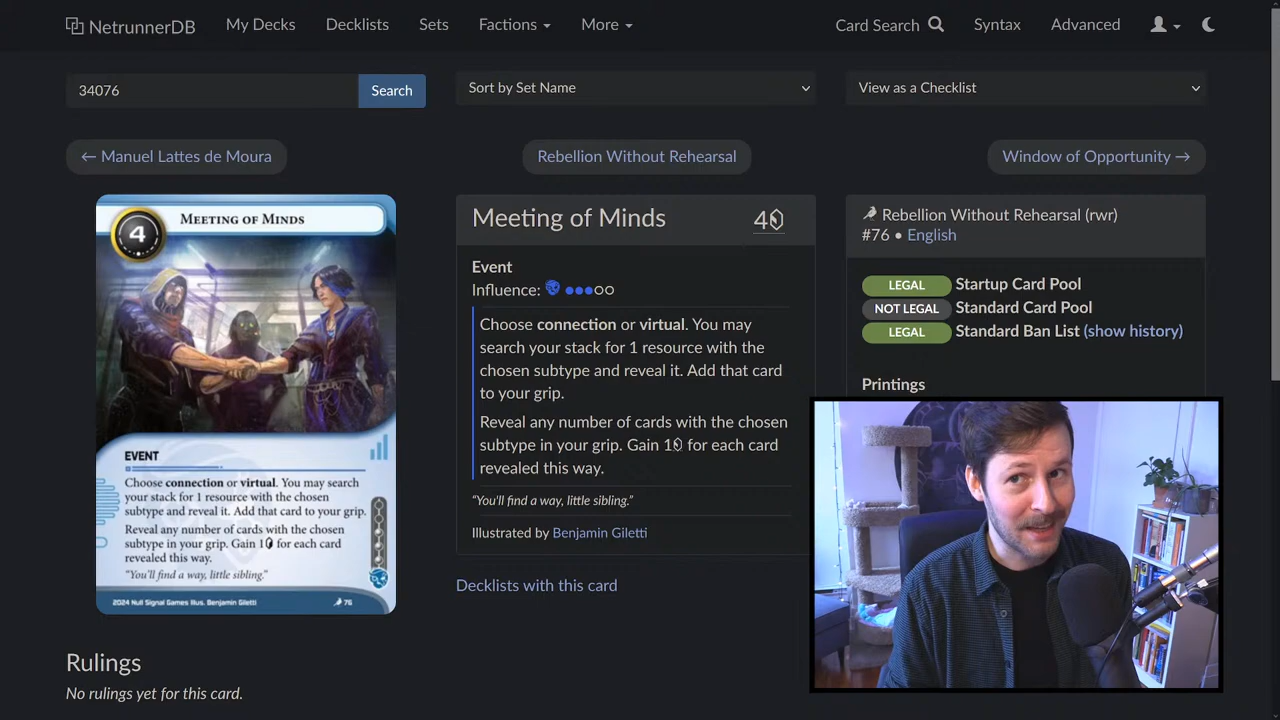 NetrunnerDB
My Decks
Decklists
Sets
Factions
More
Card Search
Syntax
Advanced
34076
Search
Sort by Set Name
View as a Checklist
← Manuel Lattes de Moura
Rebellion Without Rehearsal
Window of Opportunity →
4
MEETING OF MINDS
EVENT
Choose connection or virtual. You may
search your stack for 1 resource with the
chosen subtype and reveal it. Add that card
to your grip.
Reveal any number of cards with the chosen
subtype in your grip. Gain 1 for each card
revealed this way.
"You'll find a way, little sibling."
2024 Null Signal Games Illus. Benjamin Giletti
76
Meeting of Minds
4
Event
Influence:
Choose connection or virtual. You may
search your stack for 1 resource with the
chosen subtype and reveal it. Add that card
to your grip.
Reveal any number of cards with the chosen
subtype in your grip. Gain 1 for each card
revealed this way.
“You’ll find a way, little sibling.”
Illustrated by Benjamin Giletti
Decklists with this card
Rebellion Without Rehearsal (rwr)
#76 • English
LEGAL Startup Card Pool
NOT LEGAL Standard Card Pool
LEGAL Standard Ban List (show history)
Printings
Rulings
No rulings yet for this card.